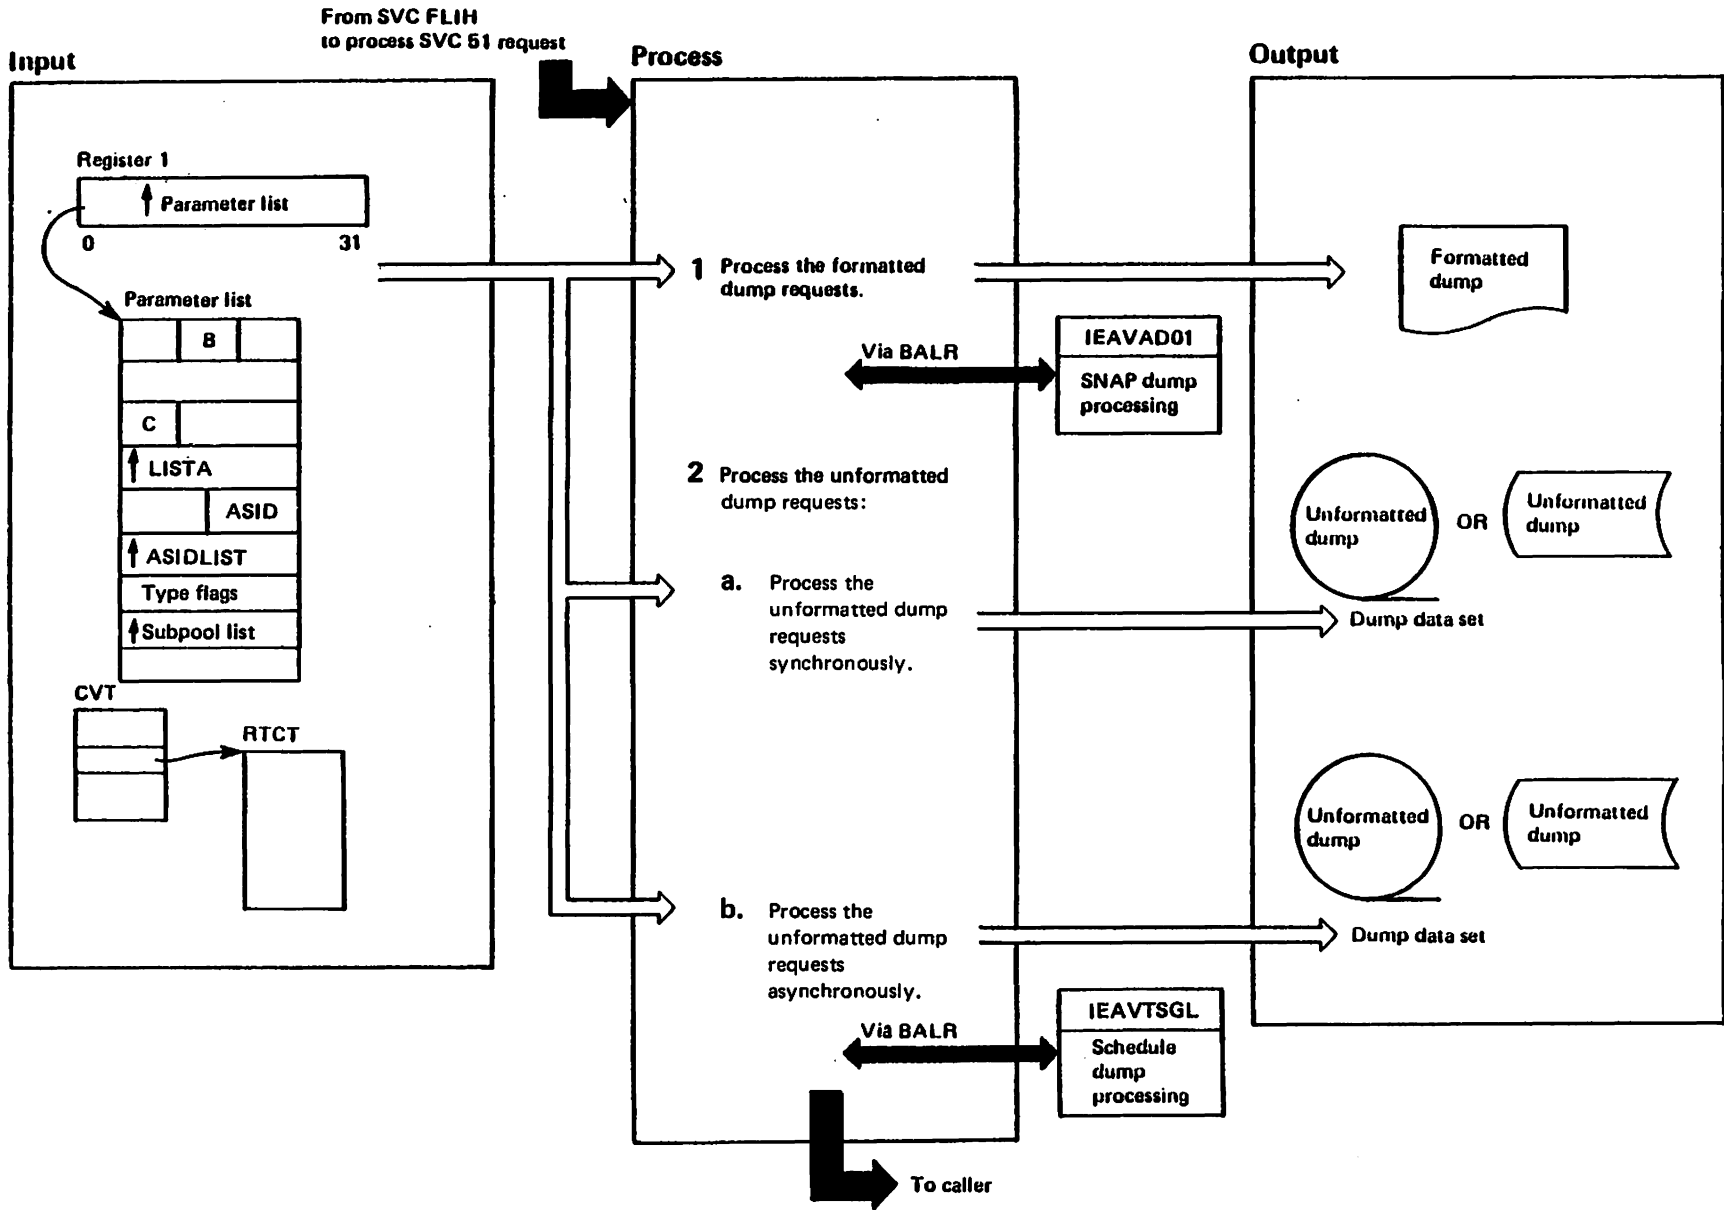 From SVC FLIH
to process SVC 51 request
Input
Process
Output
Register 1
Parameter list
0
31
Parameter list
B
C
LISTA
ASID
ASIDLIST
Type flags
Subpool list
CVT
RTCT
1 Process the formatted
dump requests.
Via BALR
IEAVAD01
SNAP dump
processing
2 Process the unformatted
dump requests:
a. Process the
unformatted dump
requests
synchronously.
b. Process the
unformatted dump
requests
asynchronously.
Via BALR
IEAVTSGL
Schedule
dump
processing
To caller
Formatted
dump
Unformatted
dump
OR
Unformatted
dump
Dump data set
Unformatted
dump
OR
Unformatted
dump
Dump data set